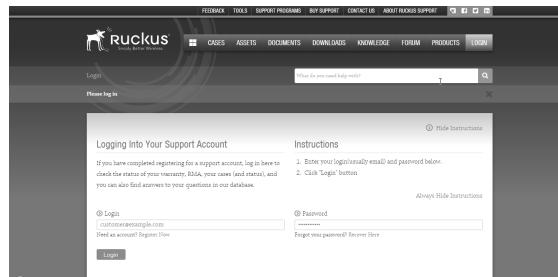 FEEDBACK TOOLS SUPPORT PROGRAMS BUY SUPPORT CONTACT US ABOUT RUCKUS SUPPORT
Ruckus
Simply Better Wireless.
CASES ASSETS DOCUMENTS DOWNLOADS KNOWLEDGE FORUM PRODUCTS LOGIN
Login
What do you need help with?
Please log in
Hide Instructions
Logging Into Your Support Account
If you have completed registering for a support account, log in here to
check the status of your warranty, RMA, your cases (and status), and
you can also find answers to your questions in our database.
Instructions
1. Enter your login(usually email) and password below.
2. Click "Login" button
Always Hide Instructions
Login
customer@example.com
Need an account? Register Now
Password
Forgot your password? Recover Here
Login